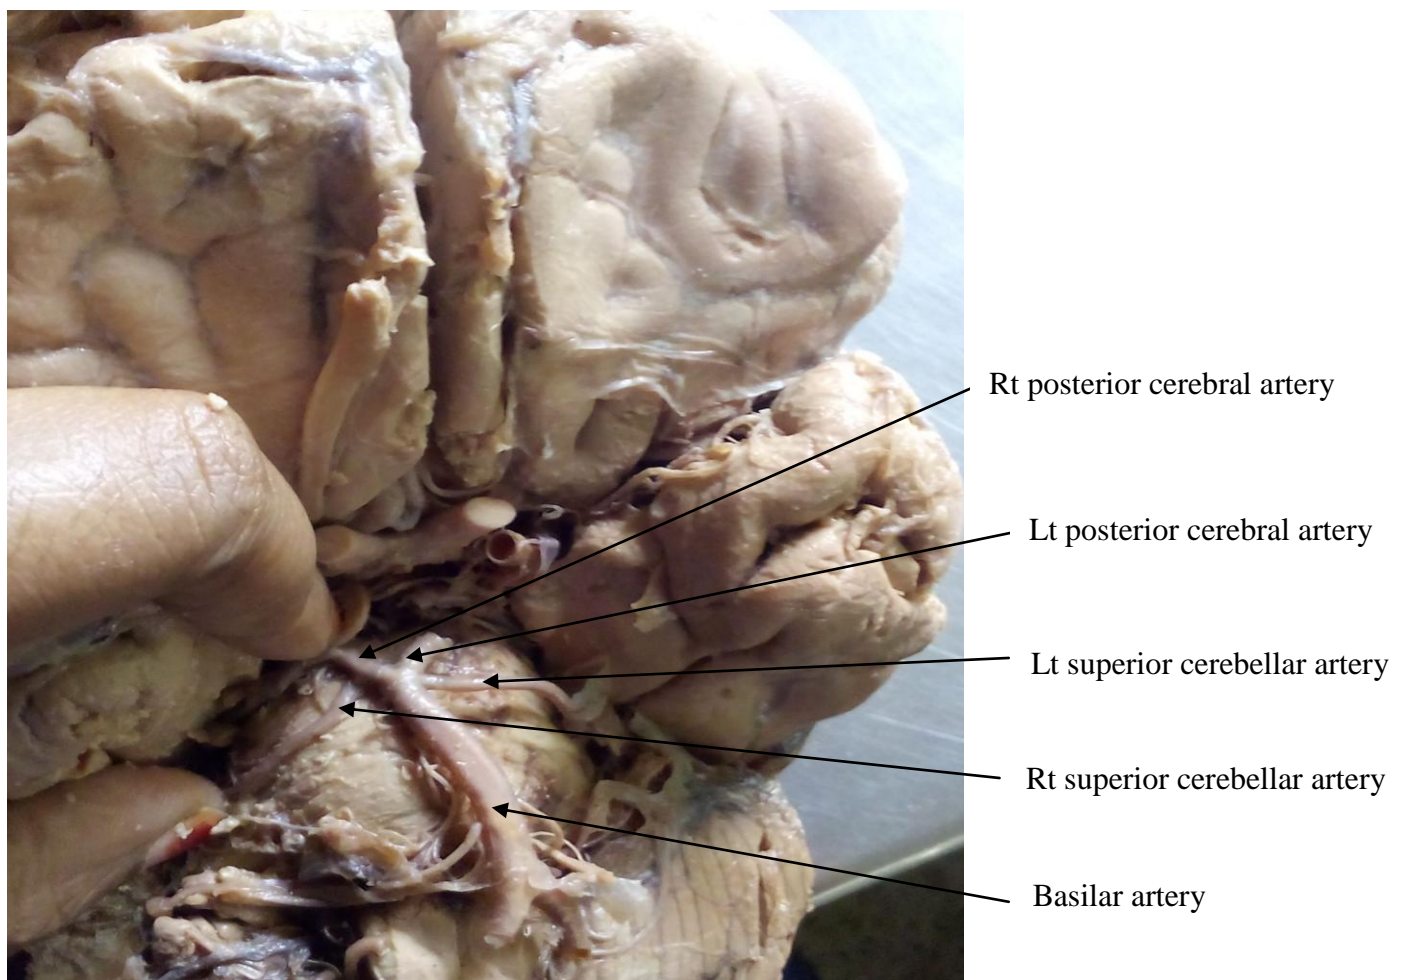 Rt posterior cerebral artery
Lt posterior cerebral artery
Lt superior cerebellar artery
Rt superior cerebellar artery
Basilar artery